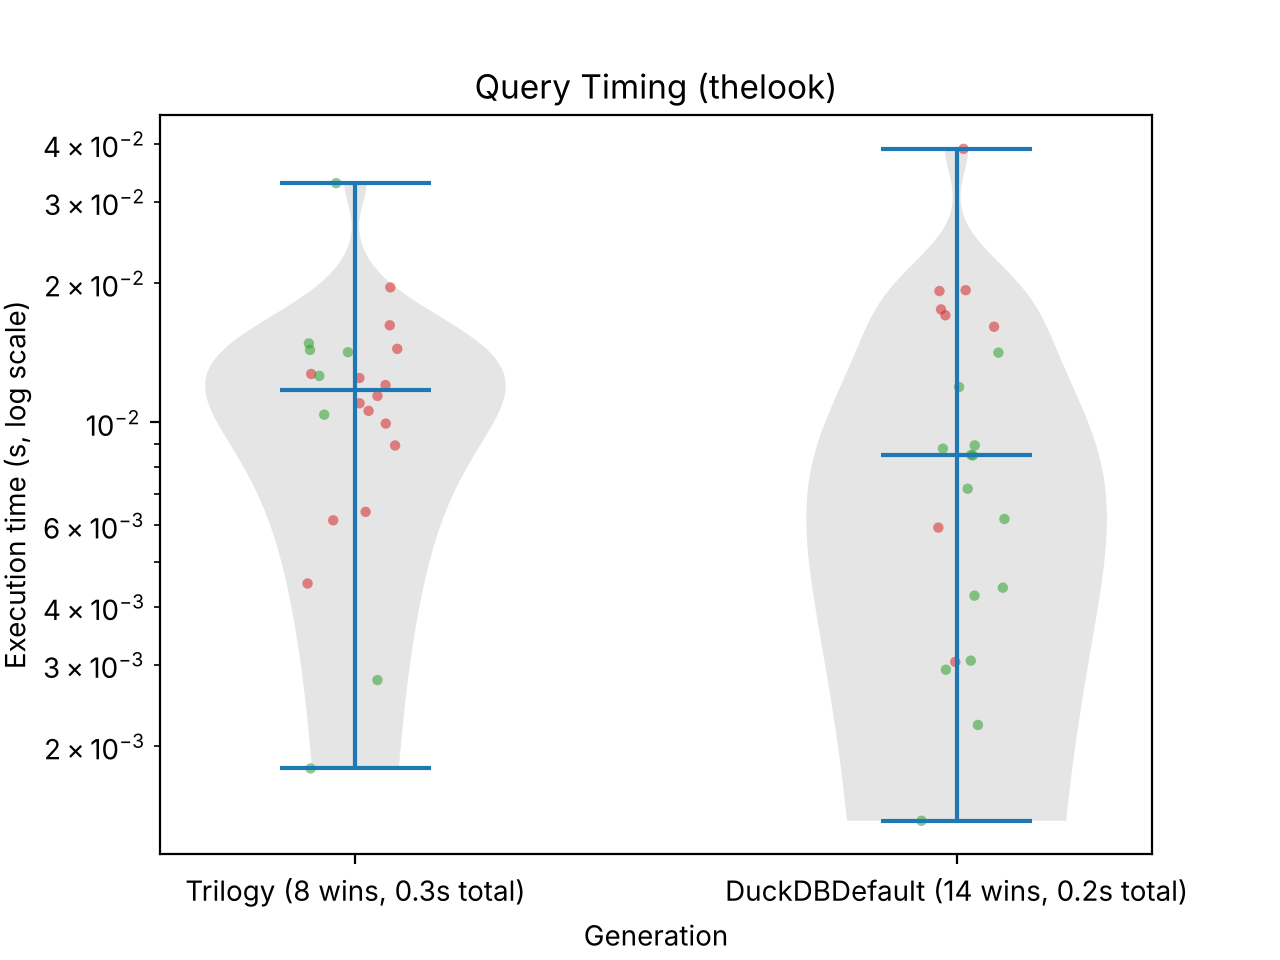 Query Timing (thelook)
Execution time (s, log scale)
4 × 10⁻²
3 × 10⁻²
2 × 10⁻²
10⁻²
6 × 10⁻³
4 × 10⁻³
3 × 10⁻³
2 × 10⁻³
Trilogy (8 wins, 0.3s total)
DuckDBDefault (14 wins, 0.2s total)
Generation